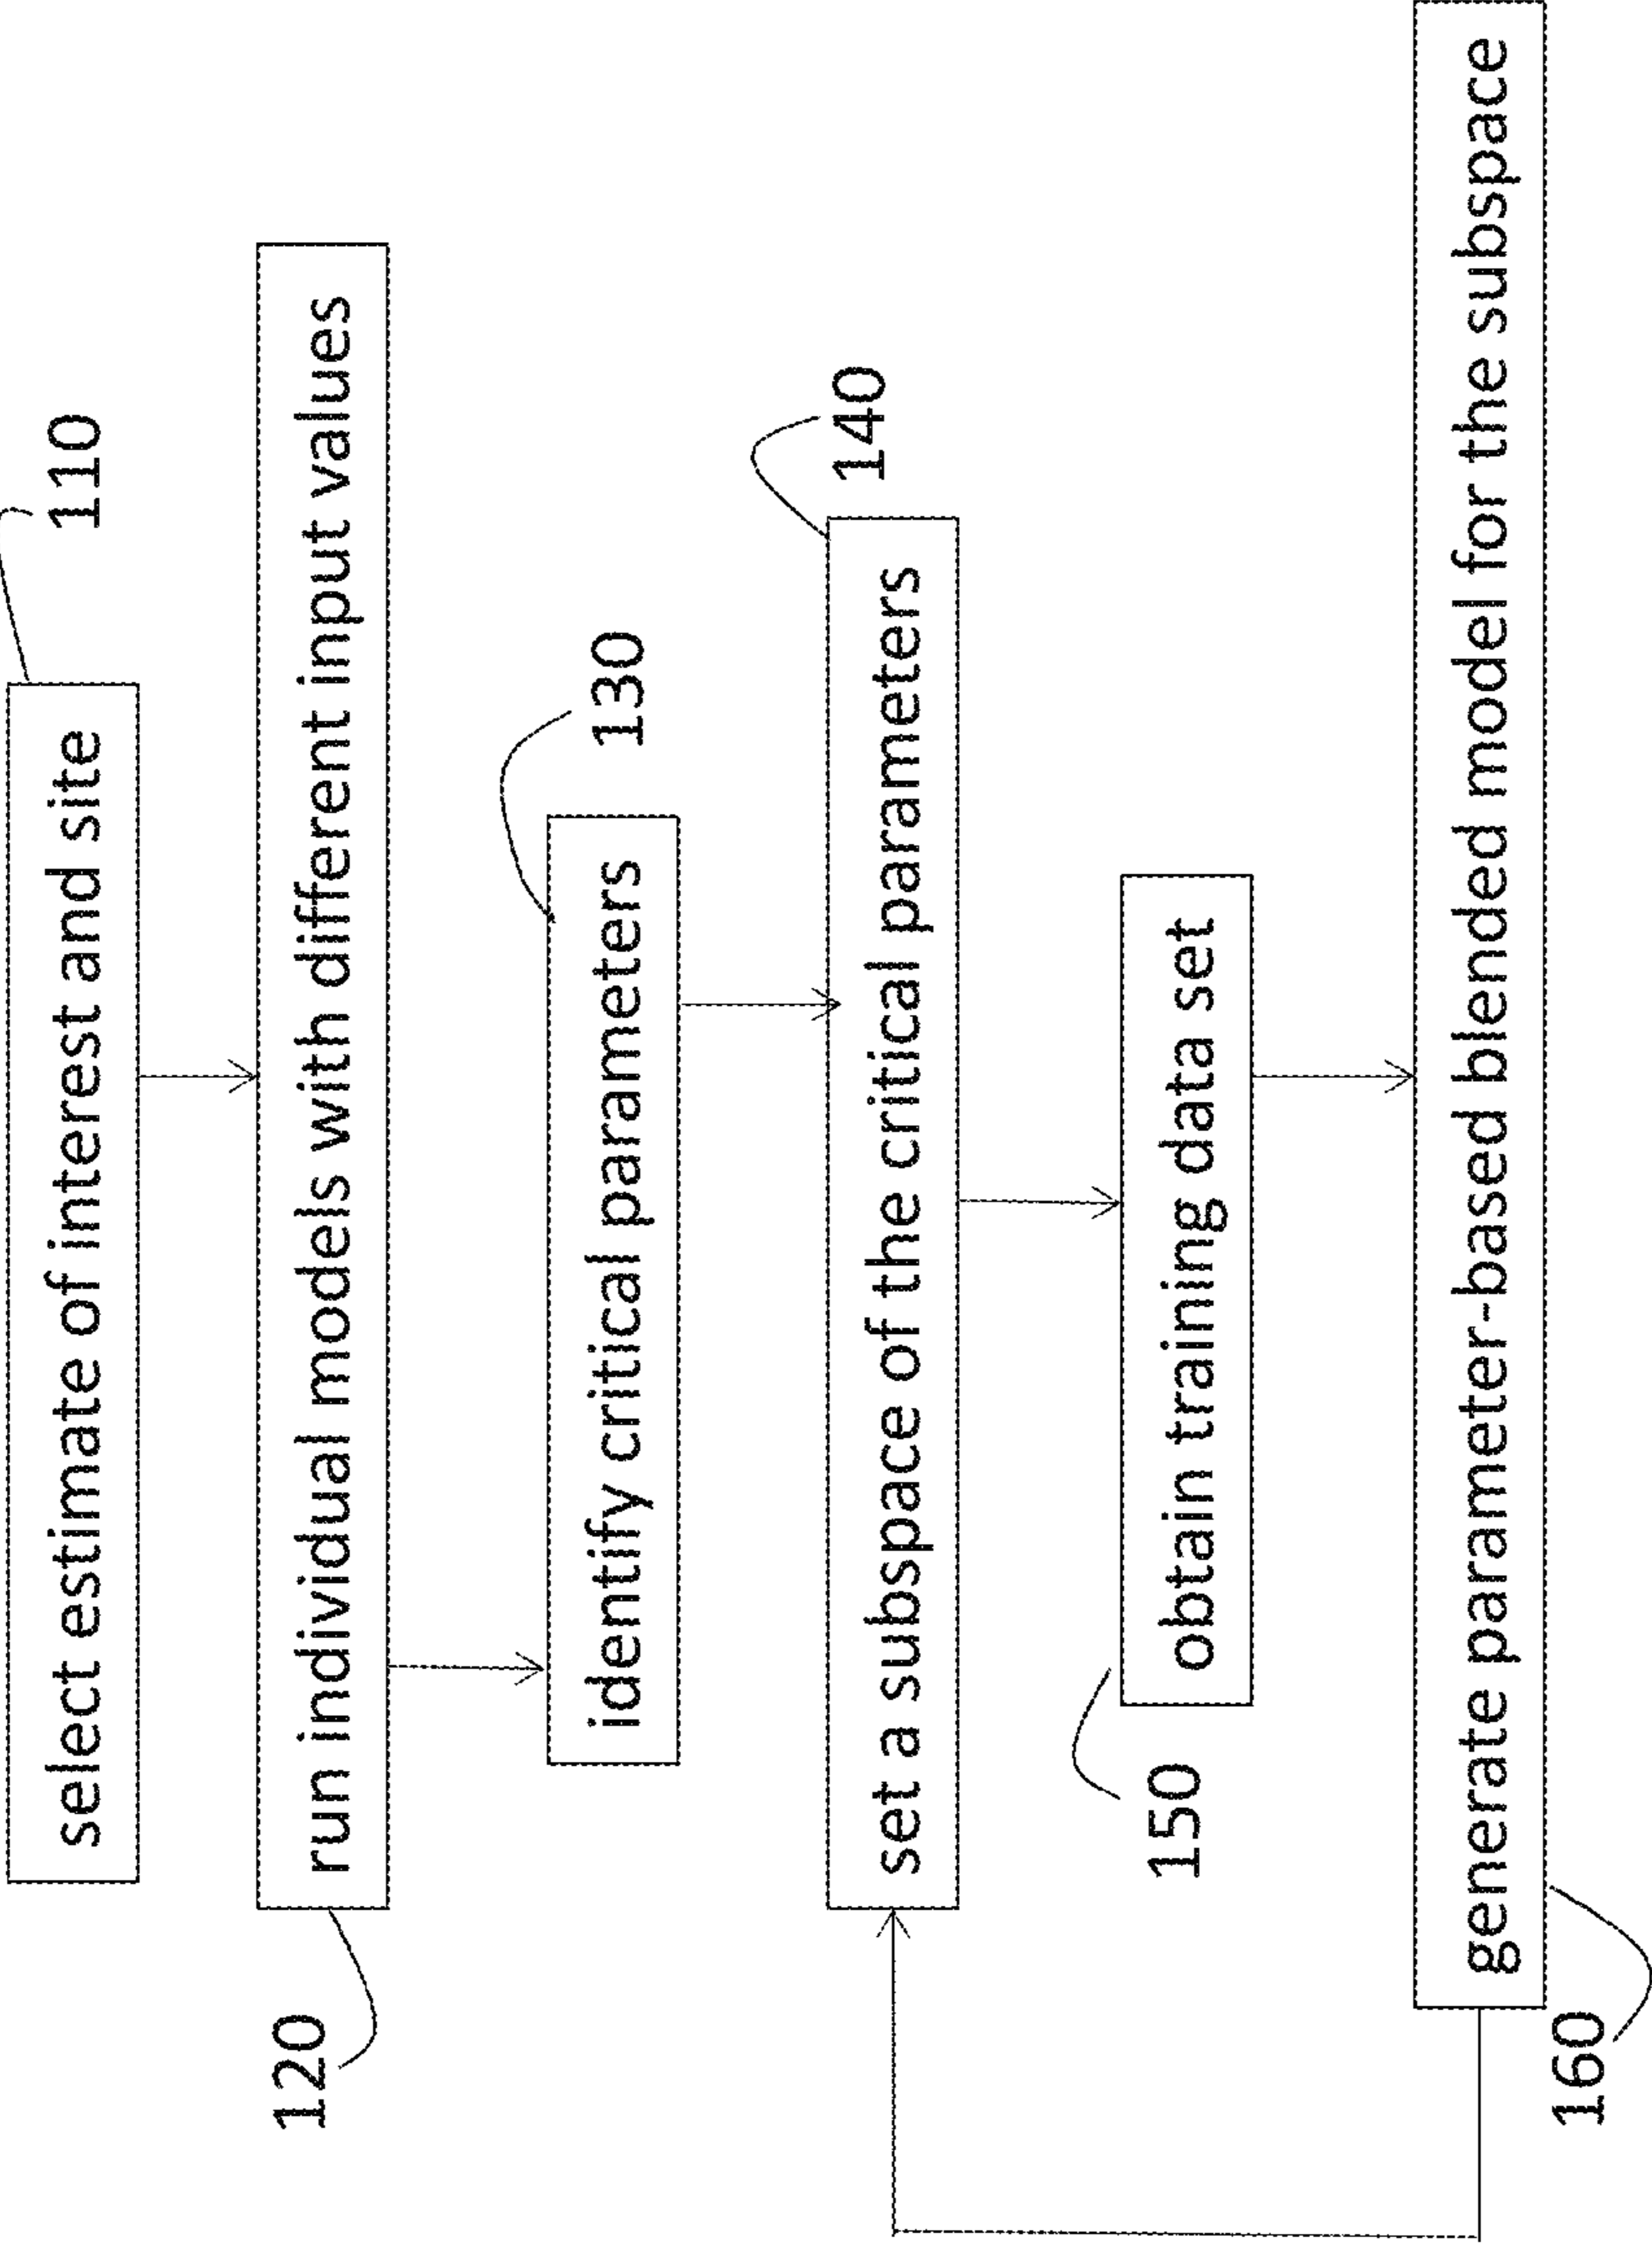 select estimate of interest and site
110
run individual models with different input values
120
identify critical parameters
130
set a subspace of the critical parameters
140
obtain training data set
150
generate parameter-based blended model for the subspace
160